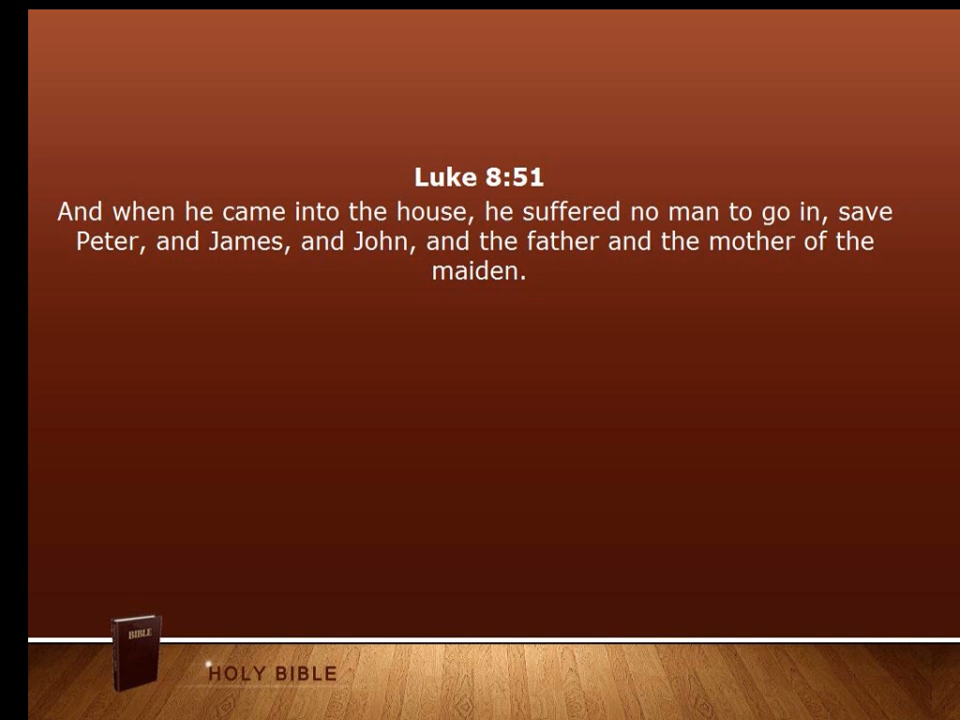 Luke 8:51
And when he came into the house, he suffered no man to go in, save
Peter, and James, and John, and the father and the mother of the
maiden.
BIBLE
HOLY BIBLE